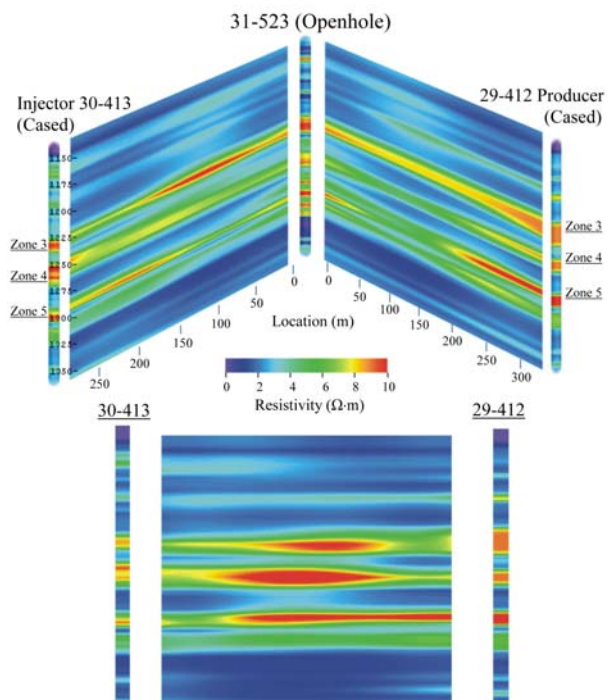 31-523 (Openhole)
Injector 30-413
(Cased)
29-412 Producer
(Cased)
1150
1175
1200
1225
1250
1275
1300
1325
1350
Zone 3
Zone 4
Zone 5
Zone 3
Zone 4
Zone 5
250 200 150 100 50 0
0 50 100 150 200 250 300
Location (m)
0 2 4 6 8 10
Resistivity (Ω·m)
30-413
29-412